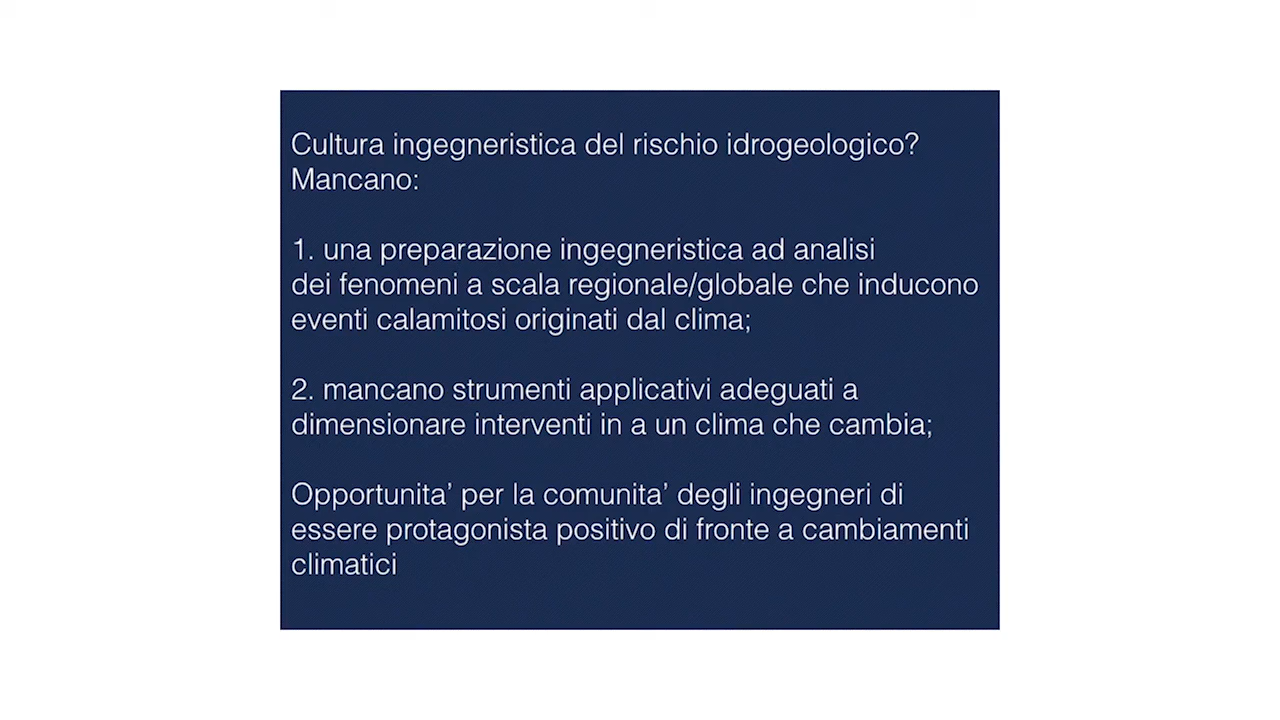 Cultura ingegneristica del rischio idrogeologico?
Mancano:
1. una preparazione ingegneristica ad analisi
dei fenomeni a scala regionale/globale che inducono
eventi calamitosi originati dal clima;
2. mancano strumenti applicativi adeguati a
dimensionare interventi in a un clima che cambia;
Opportunita’ per la comunita’ degli ingegneri di
essere protagonista positivo di fronte a cambiamenti
climatici